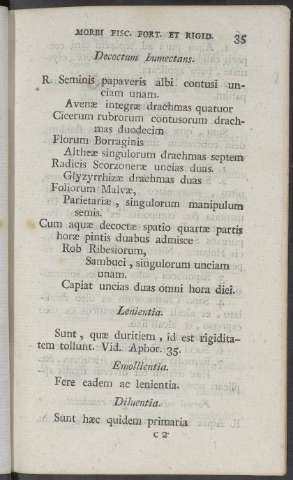 MORBI FISC. FORT. ET RIGID. 35
Decoctum humectans.
R. Seminis papaveris albi contusi un-
ciam unam.
Avenæ integræ drachmas quatuor
Cicerum rubrorum contusorum drach-
mas duodecim
Florum Borraginis
Altheæ singulorum drachmas septem
Radicis Scorzoneræ uncias duas.
Glyzyrrhizæ drachmas duas
Foliorum Malvæ,
Parietariæ, singulorum manipulum
semis.
Cum aquæ decoctæ spatio quartæ partis
horæ pintis duabus admisce
Rob Ribesiorum,
Sambuci, singulorum unciam
unam.
Capiat uncias duas omni hora diei.
Lenientia.
Sunt, quæ duritiem, id est rigidita-
tem tollunt. Vid. Aphor. 35.
Emollientia.
Fere eadem ac lenientia.
Diluentia.
Sunt hæc quidem primaria
C 2